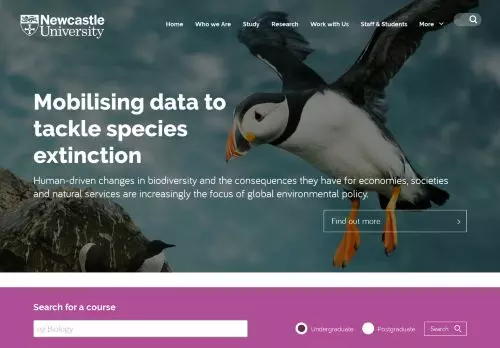 Newcastle
University
Home Who we Are Study Research Work with Us Staff & Students More
Mobilising data to
tackle species
extinction
Human-driven changes in biodiversity and the consequences they have for economies, societies
and natural services are increasingly the focus of global environmental policy.
Find out more
Search for a course
eg Biology
Undergraduate Postgraduate Search